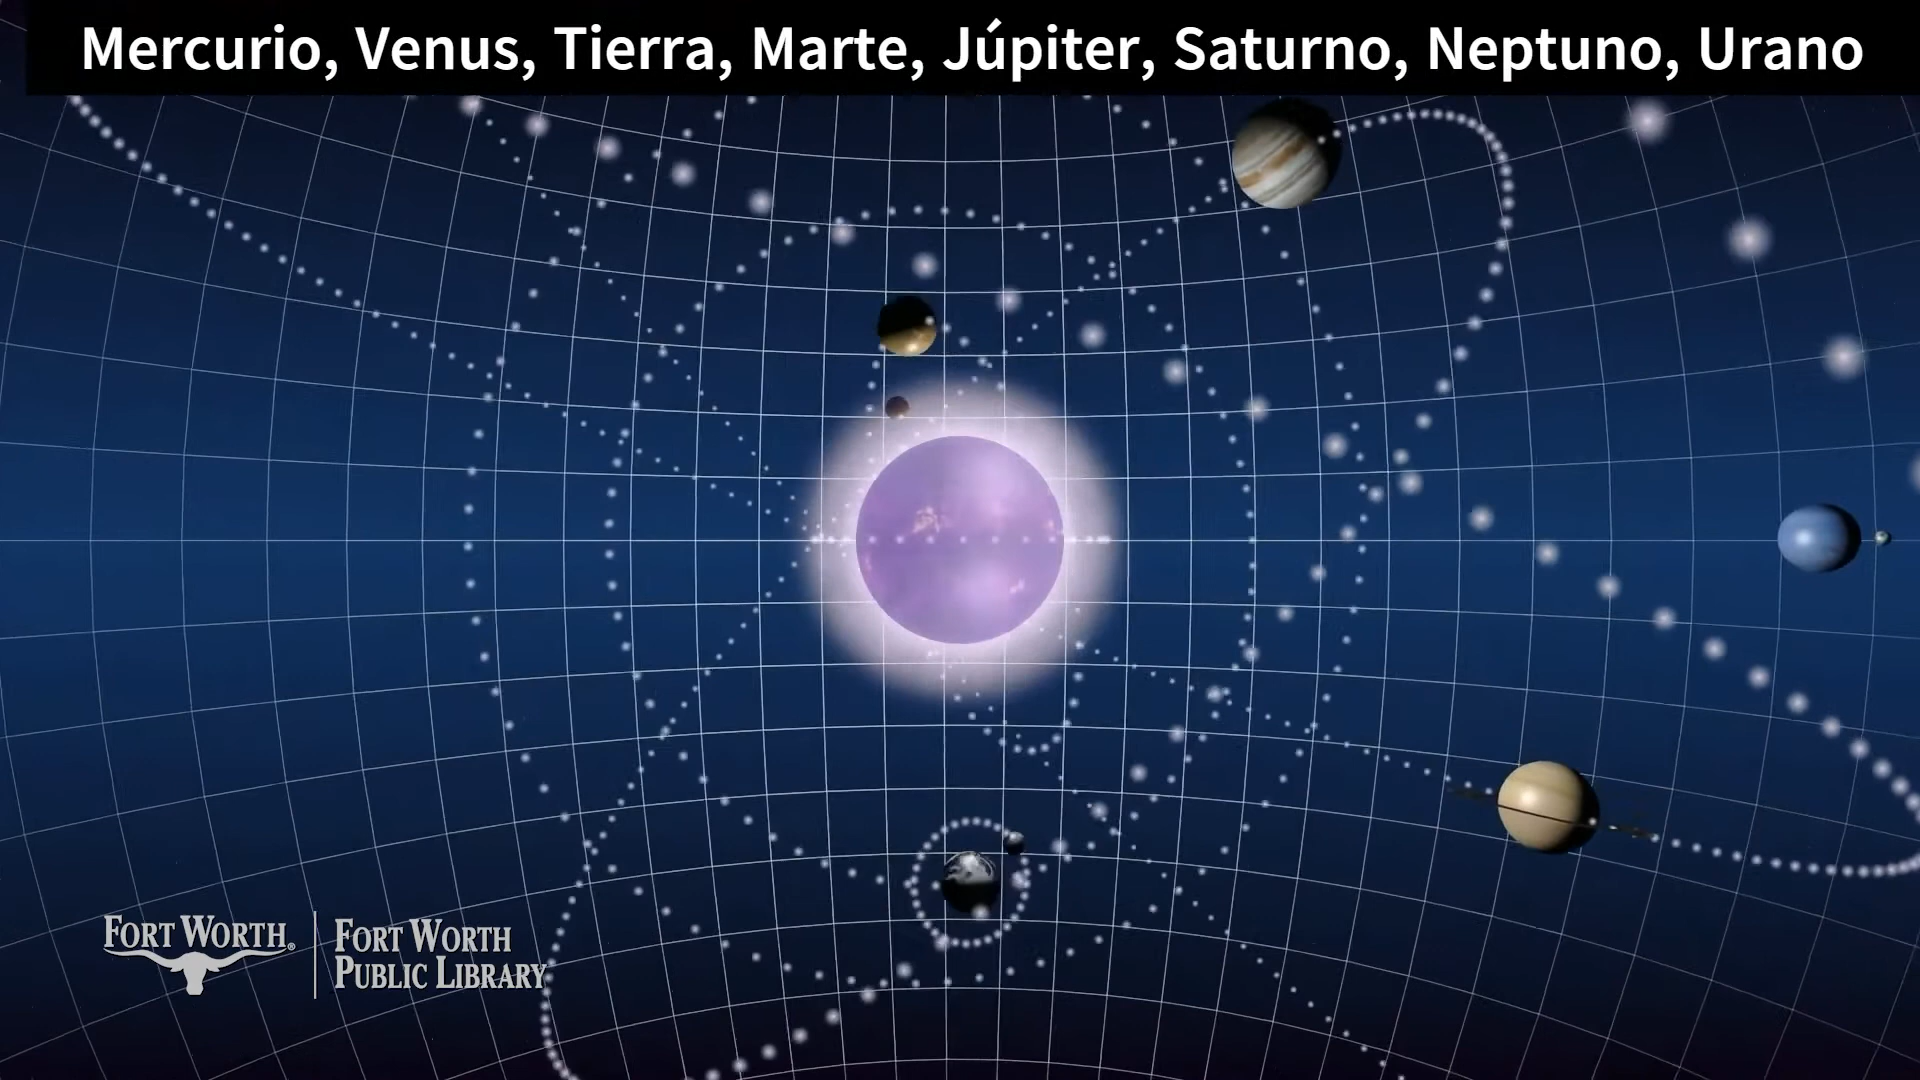 Mercurio, Venus, Tierra, Marte, Júpiter, Saturno, Neptuno, Urano
FORT WORTH®
FORT WORTH
PUBLIC LIBRARY